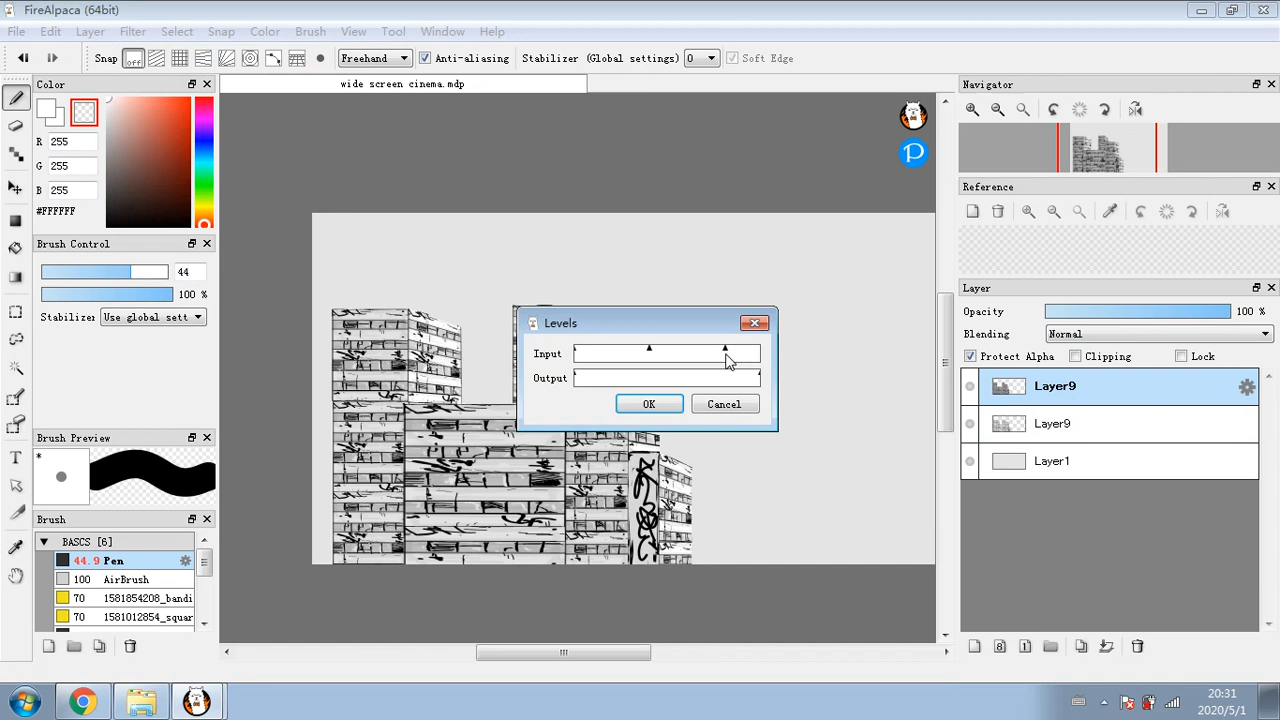 FireAlpaca (64bit)
File Edit Layer Filter Select Snap Color Brush View Tool Window Help
Snap off Freehand Anti-aliasing Stabilizer (Global settings) 0 Soft Edge
Color
wide screen cinema.mdp
Navigator
R 255
G 255
B 255
#FFFFFF
Reference
Brush Control
44
100 %
Stabilizer Use global sett
Layer
Opacity 100 %
Blending Normal
Protect Alpha Clipping Lock
Layer9
Layer9
Layer1
Levels
Input
Output
OK Cancel
Brush Preview
*
Brush
BASCS [6]
44.9 Pen
100 AirBrush
70 1581854208_bandi
70 1581012854_squar
20:31
2020/5/1